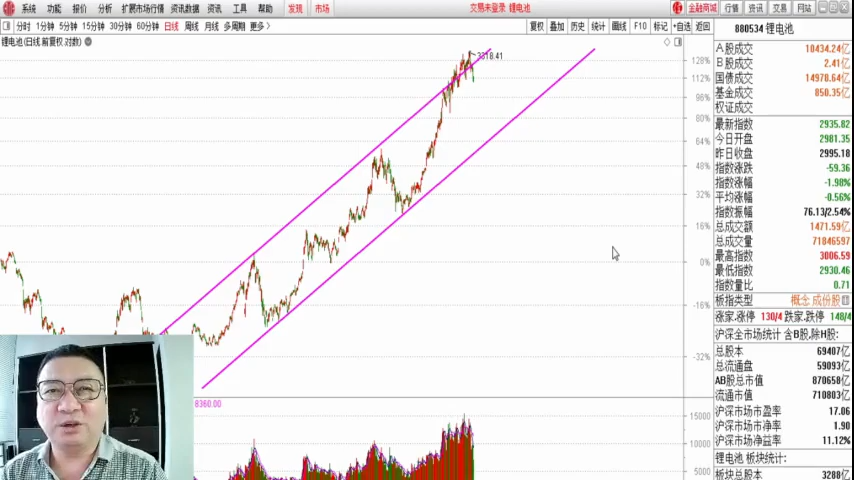 系统 功能 报价 分析 扩展市场行情 资讯数据 资讯 工具 帮助 发现 市场 交易未登录 锂电池 金融商城 行情 资讯 交易 网站
分时 1分钟 5分钟 15分钟 30分钟 60分钟 日线 周线 月线 多周期 更多> 复权 叠加 历史 统计 画线 F10 标记 +自选 返回
锂电池(日线 前复权 对数)
880534 锂电池
3318.41
128%
112%
96%
80%
64%
48%
32%
16%
0%
-16%
-32%
8360.00
15000
10000
5000
A股成交 10434.24亿
B股成交 2.41亿
国债成交 14970.64亿
基金成交 850.35亿
权证成交
最新指数 2935.82
今日开盘 2981.35
昨日收盘 2995.18
指数涨跌 -59.36
指数涨幅 -1.98%
平均涨幅 -0.56%
指数振幅 76.13/2.54%
总成交额 1471.59亿
总成交量 71846597
最高指数 3006.59
最低指数 2930.46
指数量比 0.71
板指类型 概念 成份股
涨家.涨停 130/4 跌家.跌停 148/4
沪深全市场统计 含B股,除H股:
总股本 69407亿
总流通盘 59093亿
AB股总市值 870658亿
流通市值 710803亿
沪深市场市盈率 17.06
沪深市场市净率 1.90
沪深市场净益率 11.12%
锂电池 板块统计:
板块总股本 3288亿